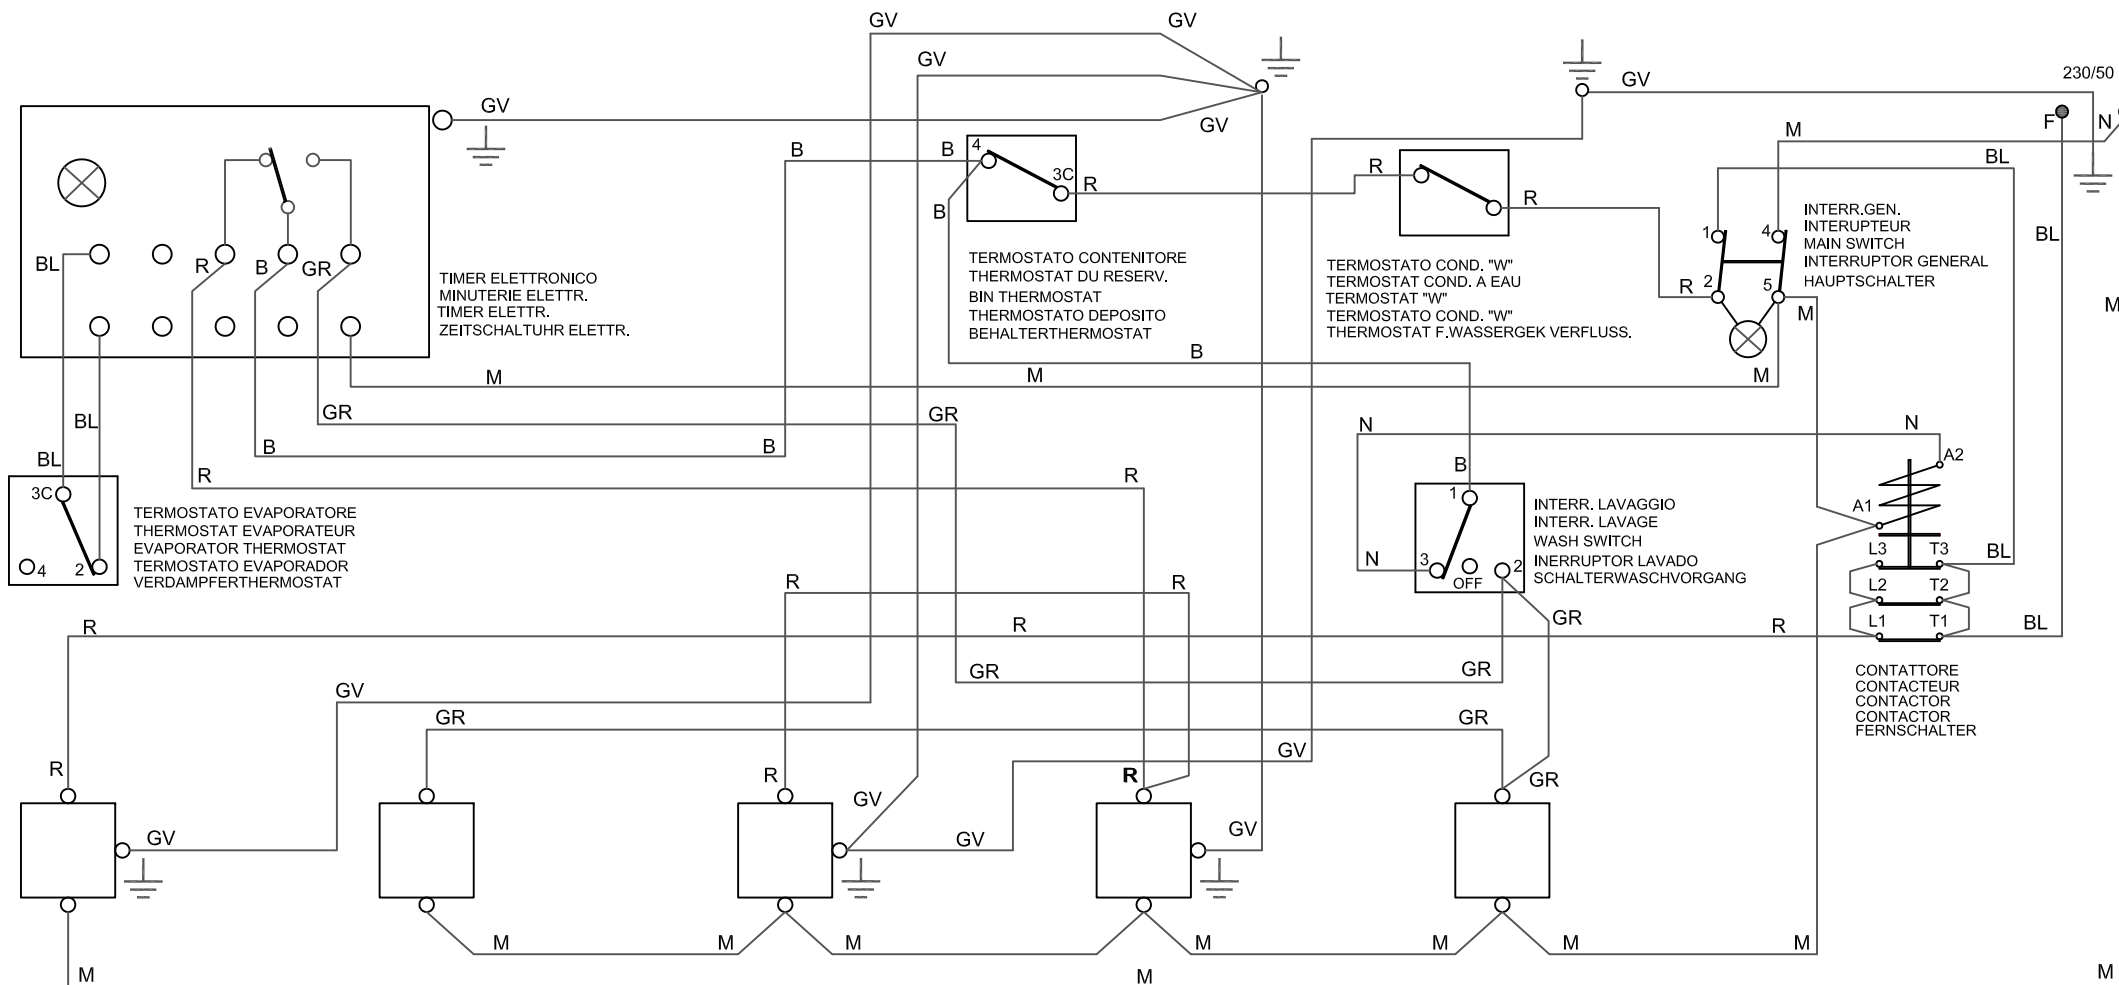 GV
GV
GV
GV
GV
GV
230/50
F
N
M
BL
B
B
B
4
3C
R
R
R
R
1
4
2
5
M
BL
M
INTERR.GEN.
INTERUPTEUR
MAIN SWITCH
INTERRUPTOR GENERAL
HAUPTSCHALTER
BL
R
B
GR
TIMER ELETTRONICO
MINUTERIE ELETTR.
TIMER ELETTR.
ZEITSCHALTUHR ELETTR.
TERMOSTATO CONTENITORE
THERMOSTAT DU RESERV.
BIN THERMOSTAT
THERMOSTATO DEPOSITO
BEHALTERTHERMOSTAT
TERMOSTATO COND. "W"
TERMOSTAT COND. A EAU
TERMOSTAT "W"
TERMOSTATO COND. "W"
THERMOSTAT F.WASSERGEK VERFLUSS.
B
M
M
M
GR
GR
BL
B
B
N
N
BL
R
R
B
A2
3C
4
2
TERMOSTATO EVAPORATORE
THERMOSTAT EVAPORATEUR
EVAPORATOR THERMOSTAT
TERMOSTATO EVAPORADOR
VERDAMPFERTHERMOSTAT
1
3
OFF
2
N
INTERR. LAVAGGIO
INTERR. LAVAGE
WASH SWITCH
INERRUPTOR LAVADO
SCHALTERWASCHVORGANG
A1
L3
T3
BL
L2
T2
L1
T1
BL
R
R
GR
R
R
R
GR
GR
CONTATTORE
CONTACTEUR
CONTACTOR
CONTACTOR
FERNSCHALTER
GV
GR
GR
GV
R
R
R
GR
GV
GV
GV
GV
M
M
M
M
M
M
M
M
M
M